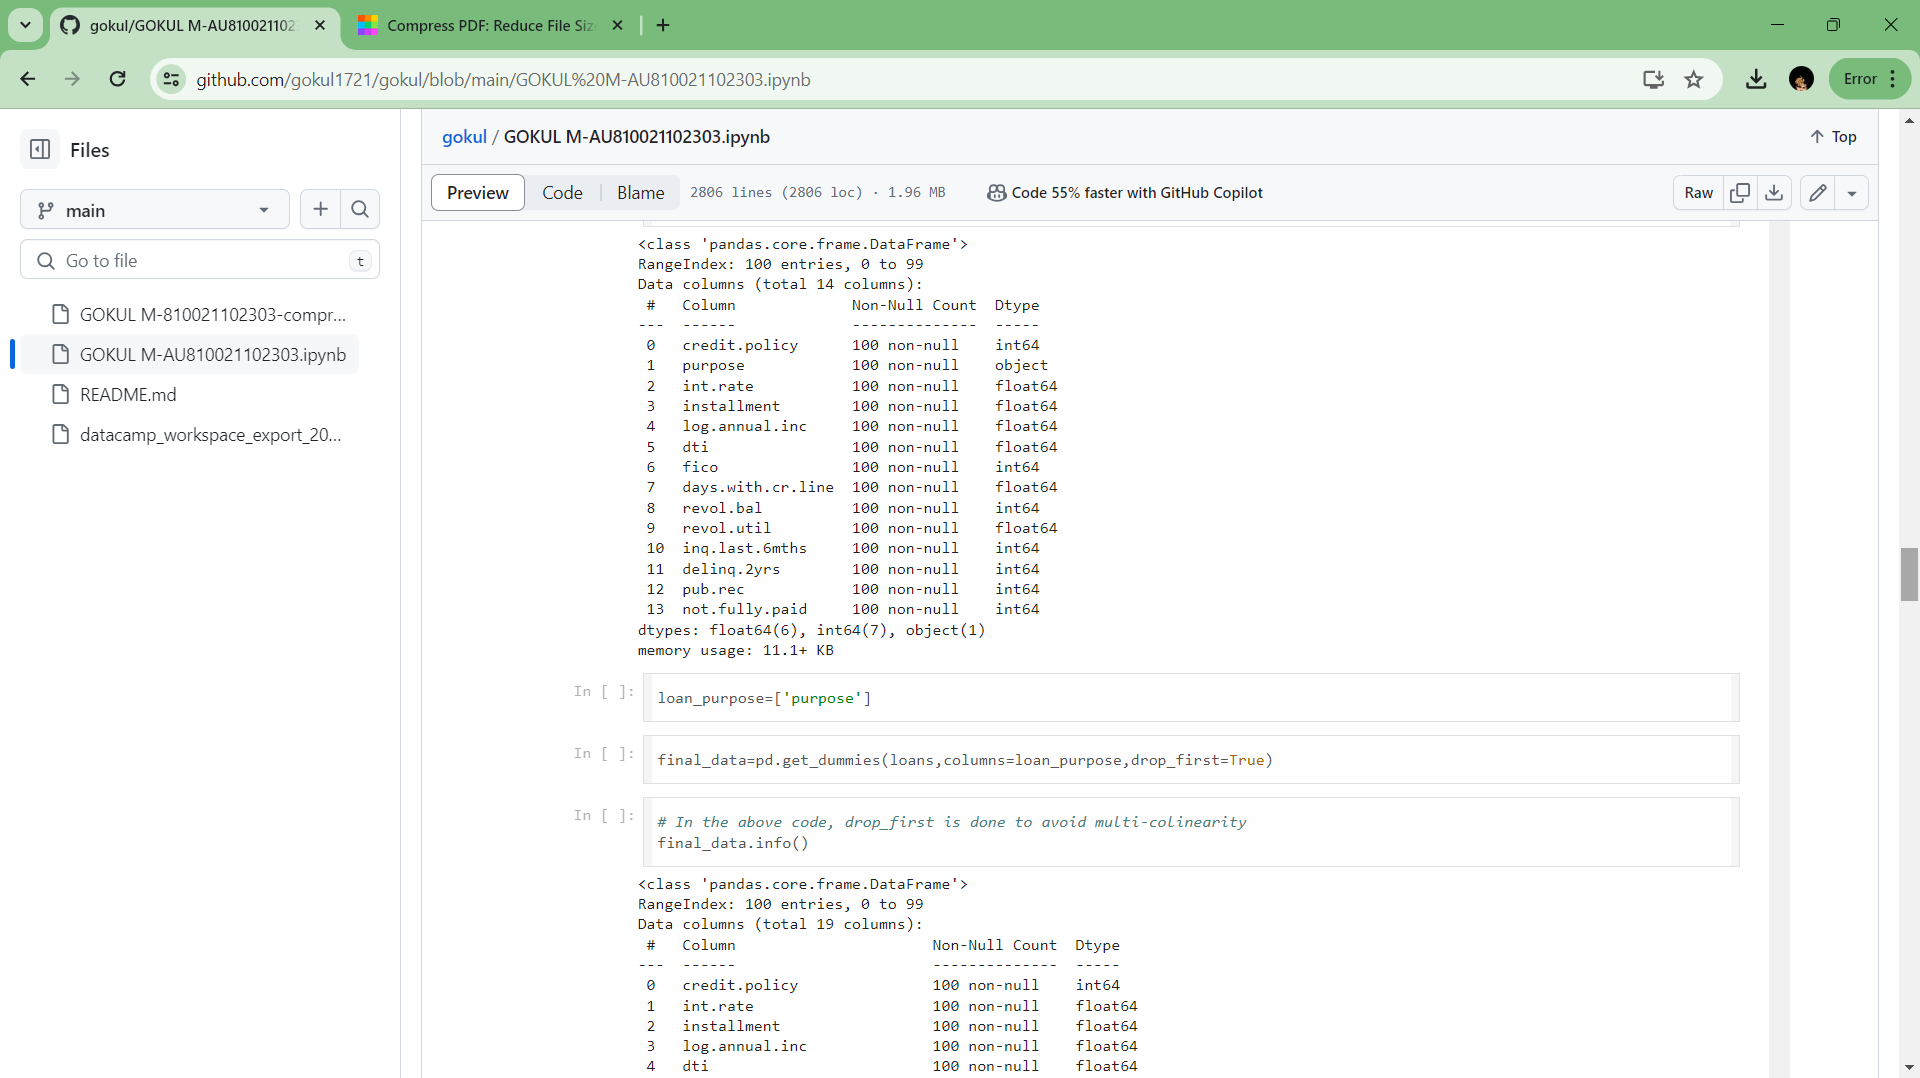 gokul/GOKUL M-AU810021102
Compress PDF: Reduce File Siz
github.com/gokul1721/gokul/blob/main/GOKUL%20M-AU810021102303.ipynb
Error
Files
main
Go to file
t
GOKUL M-810021102303-compr...
GOKUL M-AU810021102303.ipynb
README.md
datacamp_workspace_export_20...
gokul / GOKUL M-AU810021102303.ipynb
Top
Preview Code Blame 2806 lines (2806 loc) · 1.96 MB Code 55% faster with GitHub Copilot Raw
<class 'pandas.core.frame.DataFrame'>
RangeIndex: 100 entries, 0 to 99
Data columns (total 14 columns):
# Column Non-Null Count Dtype
--- ------ -------------- -----
0 credit.policy 100 non-null int64
1 purpose 100 non-null object
2 int.rate 100 non-null float64
3 installment 100 non-null float64
4 log.annual.inc 100 non-null float64
5 dti 100 non-null float64
6 fico 100 non-null int64
7 days.with.cr.line 100 non-null float64
8 revol.bal 100 non-null int64
9 revol.util 100 non-null float64
10 inq.last.6mths 100 non-null int64
11 delinq.2yrs 100 non-null int64
12 pub.rec 100 non-null int64
13 not.fully.paid 100 non-null int64
dtypes: float64(6), int64(7), object(1)
memory usage: 11.1+ KB
In [ ]: loan_purpose=['purpose']
In [ ]: final_data=pd.get_dummies(loans,columns=loan_purpose,drop_first=True)
In [ ]: # In the above code, drop_first is done to avoid multi-colinearity
final_data.info()
<class 'pandas.core.frame.DataFrame'>
RangeIndex: 100 entries, 0 to 99
Data columns (total 19 columns):
# Column Non-Null Count Dtype
--- ------ -------------- -----
0 credit.policy 100 non-null int64
1 int.rate 100 non-null float64
2 installment 100 non-null float64
3 log.annual.inc 100 non-null float64
4 dti 100 non-null float64